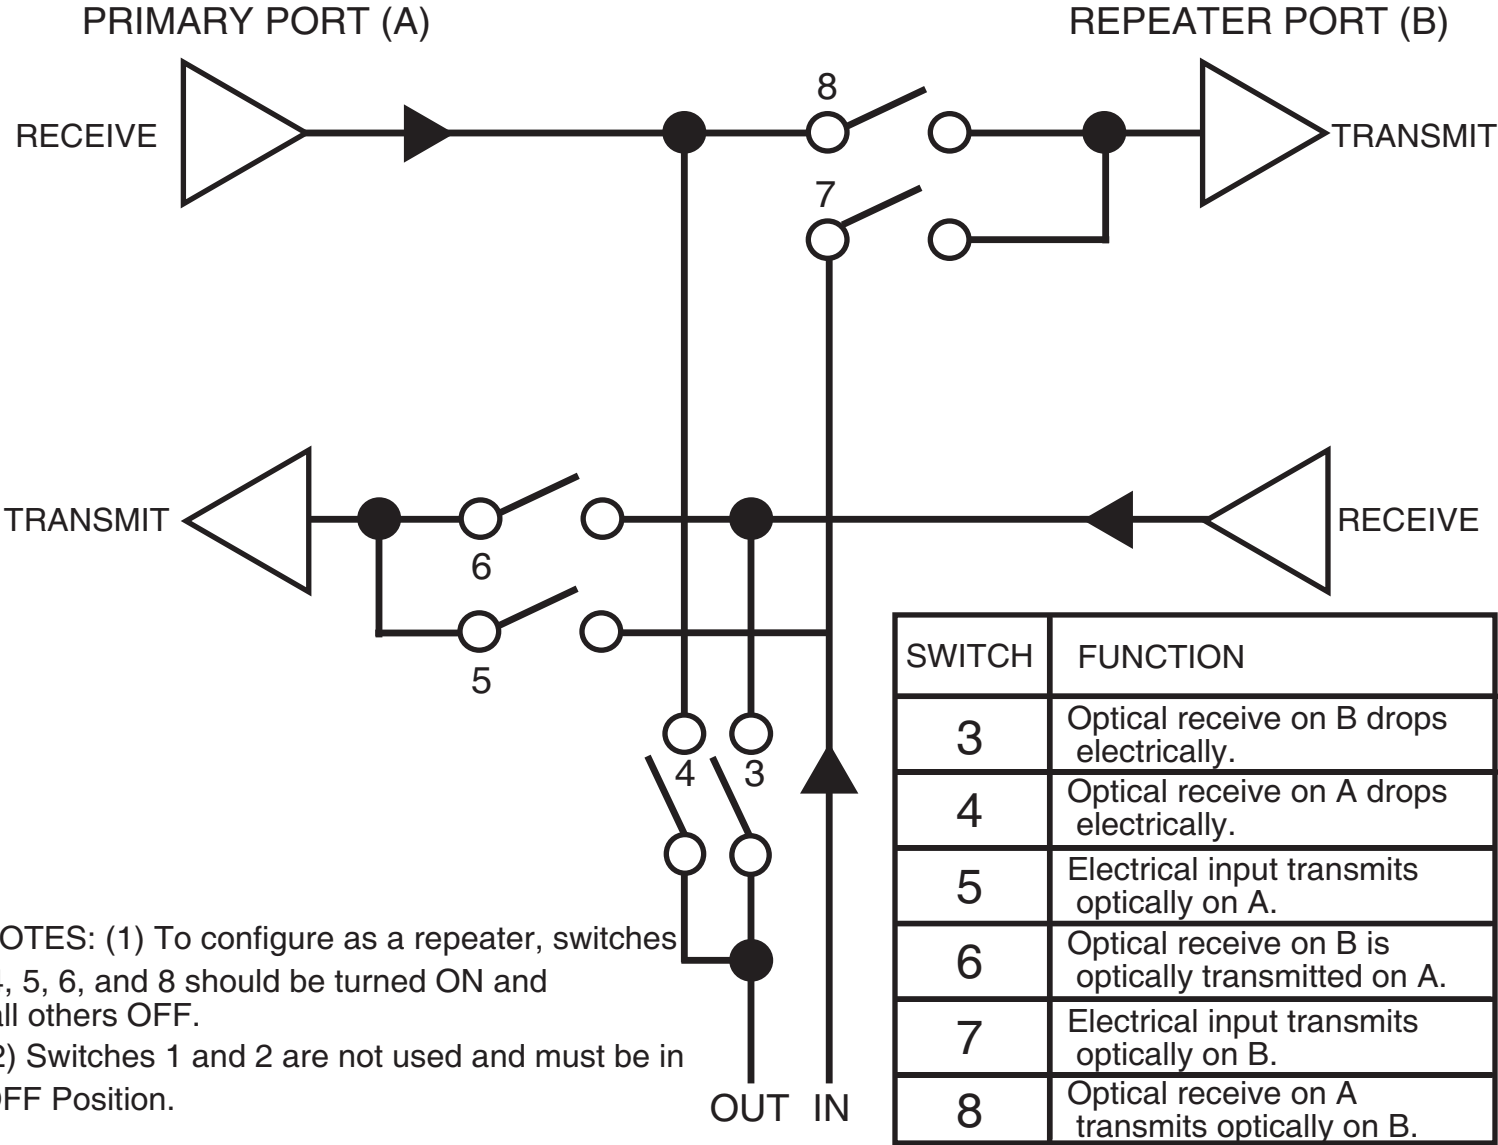 PRIMARY PORT (A)
REPEATER PORT (B)
RECEIVE
8
TRANSMIT
7
TRANSMIT
6
RECEIVE
5
4
3
SWITCH FUNCTION
3 Optical receive on B drops
electrically.
4 Optical receive on A drops
electrically.
5 Electrical input transmits
optically on A.
6 Optical receive on B is
optically transmitted on A.
7 Electrical input transmits
optically on B.
8 Optical receive on A
transmits optically on B.
OTES: (1) To configure as a repeater, switches
4, 5, 6, and 8 should be turned ON and
all others OFF.
2) Switches 1 and 2 are not used and must be in
OFF Position.
OUT IN